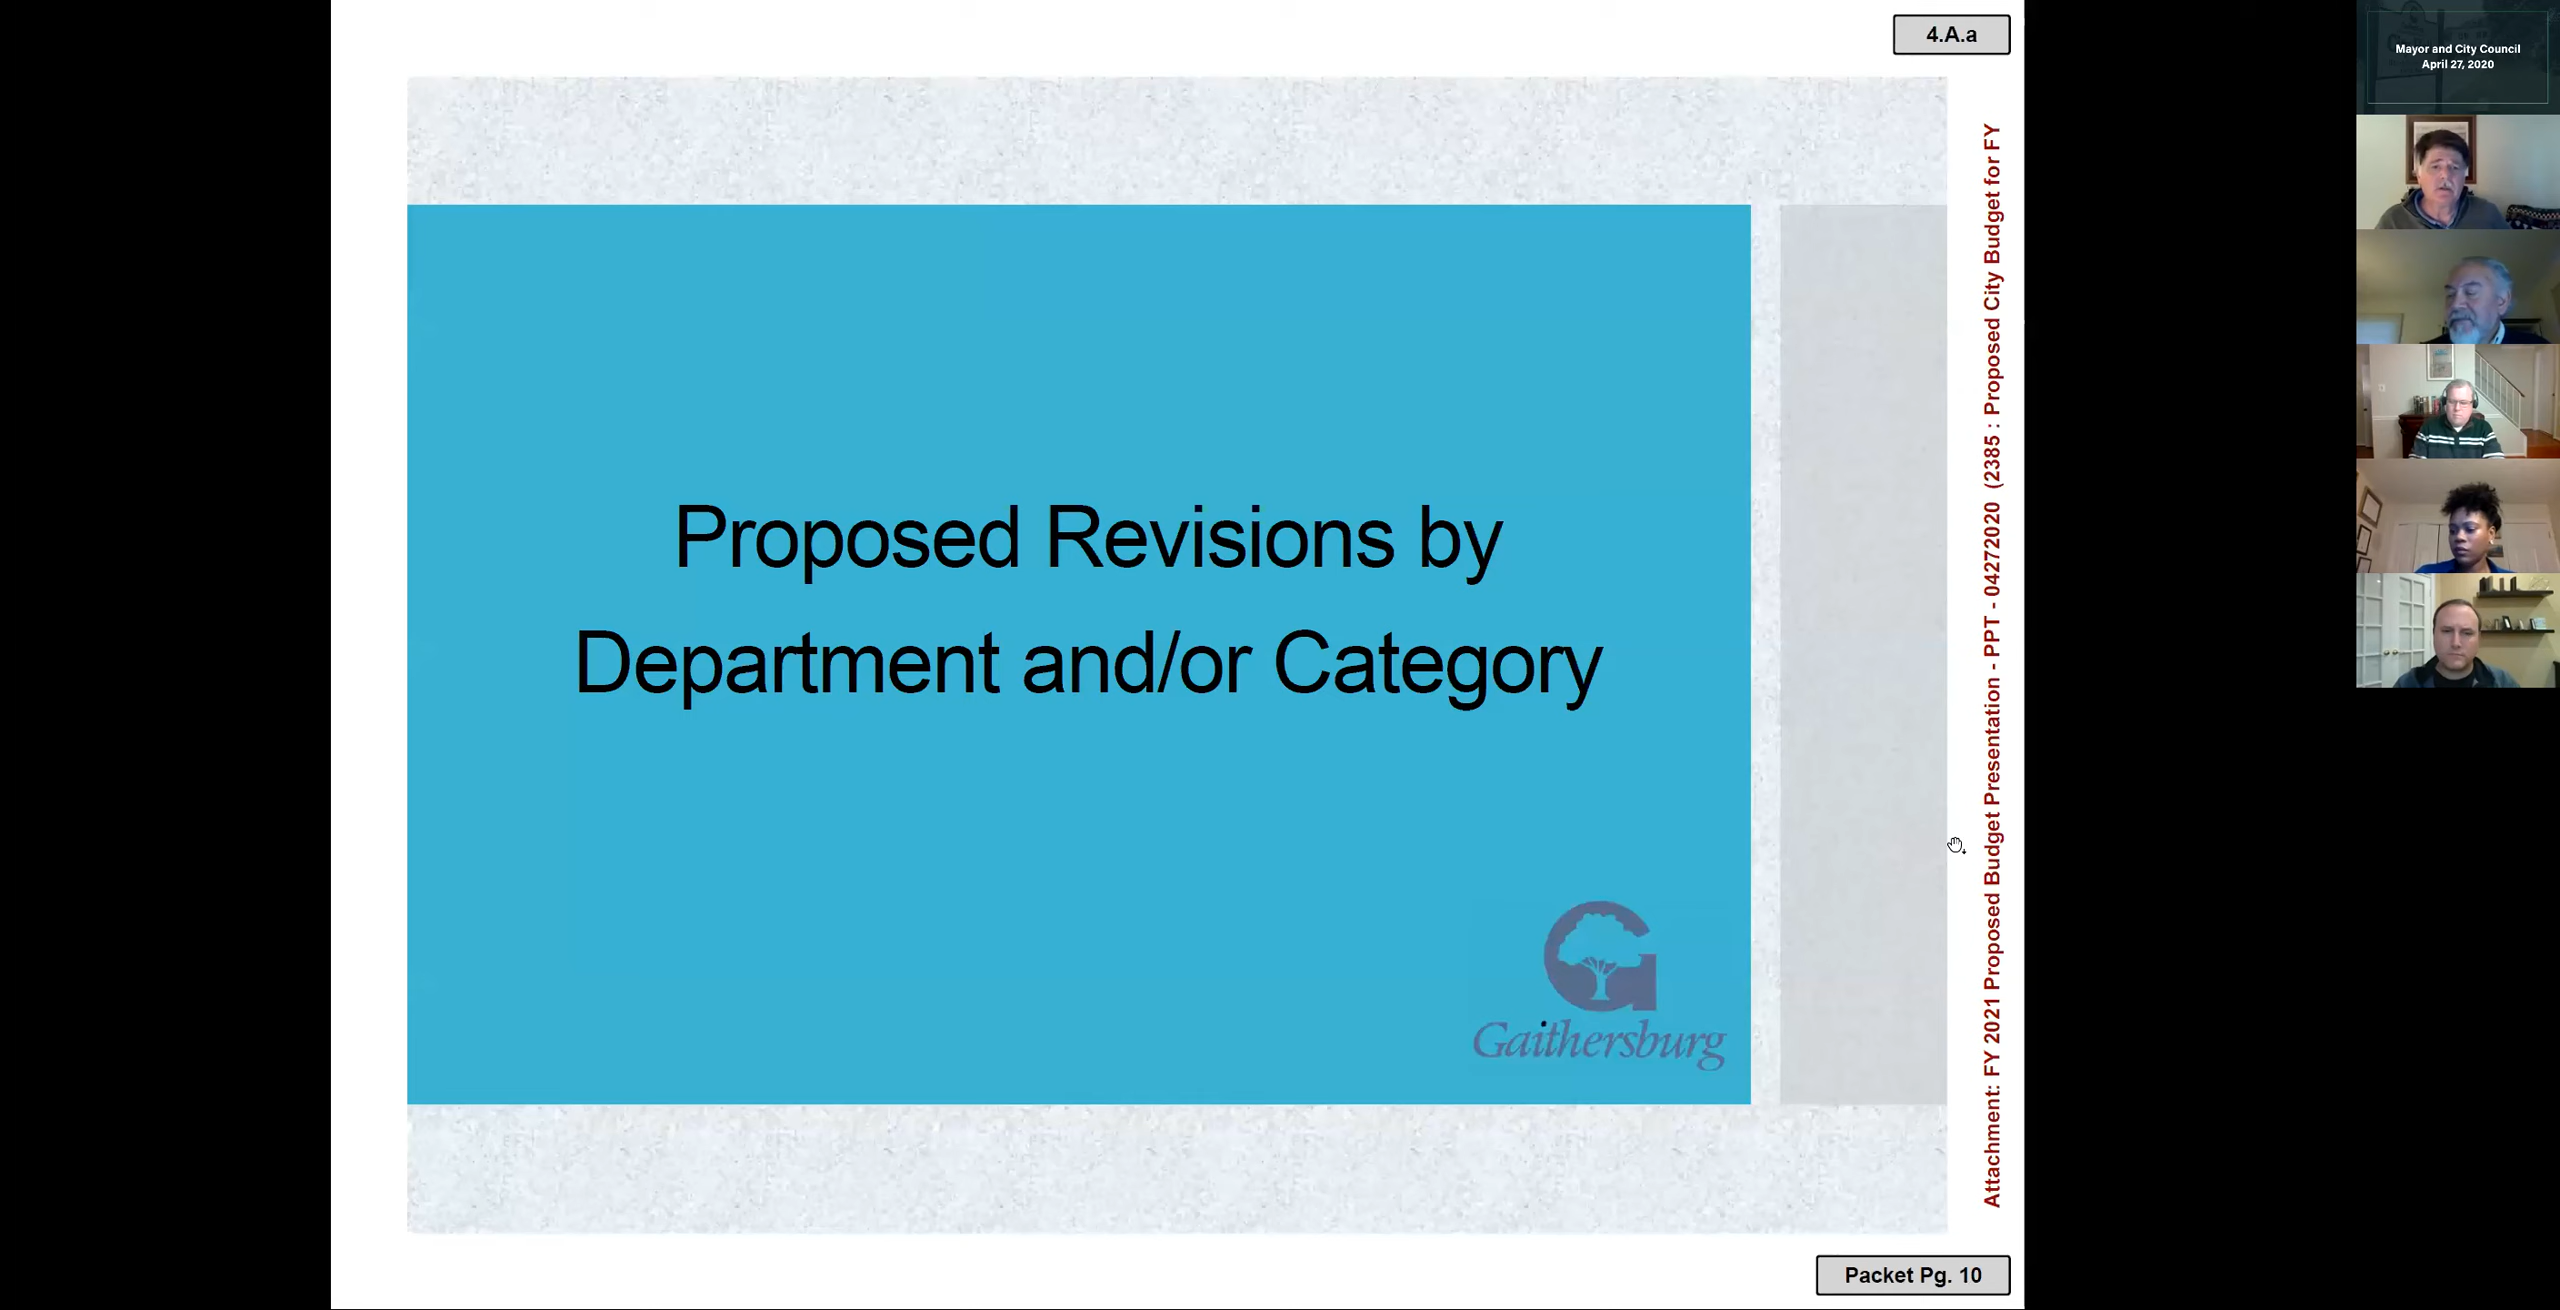 4.A.a
Mayor and City Council
April 27, 2020
Proposed Revisions by
Department and/or Category
Gaithersburg
Attachment: FY 2021 Proposed Budget Presentation - PPT - 04272020 (2385 : Proposed City Budget for FY
Packet Pg. 10